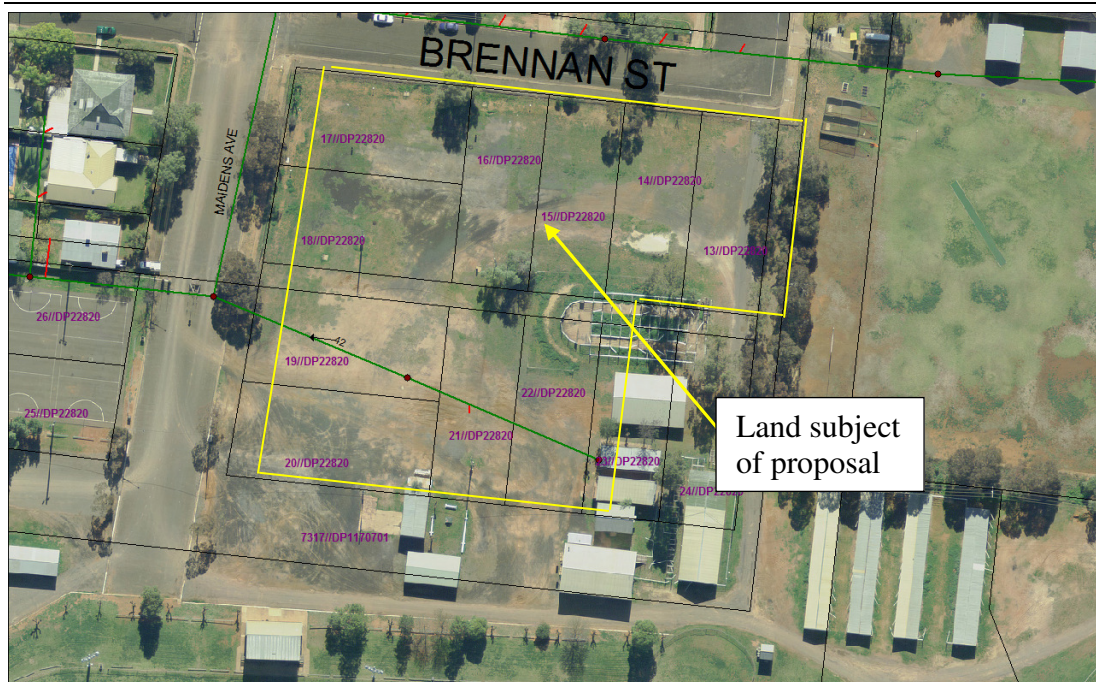 BRENNAN ST
MAIDENS AVE
17//DP22820
16//DP22820
14//DP22820
15//DP22820
18//DP22820
13//DP22820
26//DP22820
42
19//DP22820
22//DP22820
25//DP22820
21//DP22820
Land subject
of proposal
20//DP22820
23//DP22820
24//DP22820
7317//DP1170701